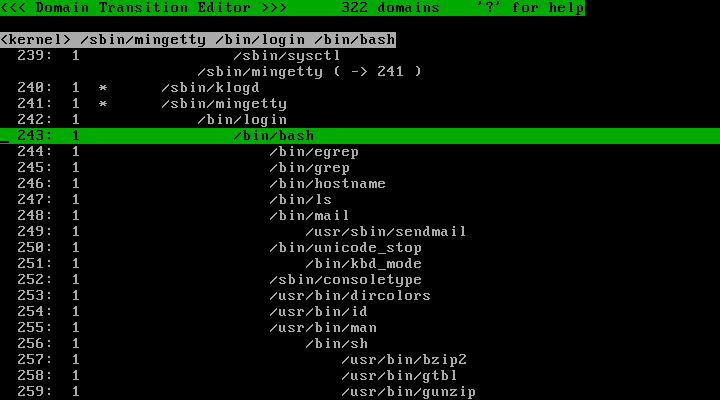 <<< Domain Transition Editor >>>      322 domains    '?' for help
<kernel> /sbin/mingetty /bin/login /bin/bash
239:  1                 /sbin/sysctl
/sbin/mingetty ( -> 241 )
240:  1  *      /sbin/klogd
241:  1  *      /sbin/mingetty
242:  1             /bin/login
_ 243:  1                 /bin/bash
244:  1                     /bin/egrep
245:  1                     /bin/grep
246:  1                     /bin/hostname
247:  1                     /bin/ls
248:  1                     /bin/mail
249:  1                         /usr/sbin/sendmail
250:  1                     /bin/unicode_stop
251:  1                         /bin/kbd_mode
252:  1                     /sbin/consoletype
253:  1                     /usr/bin/dircolors
254:  1                     /usr/bin/id
255:  1                     /usr/bin/man
256:  1                         /bin/sh
257:  1                             /usr/bin/bzip2
258:  1                             /usr/bin/gtbl
259:  1                             /usr/bin/gunzip